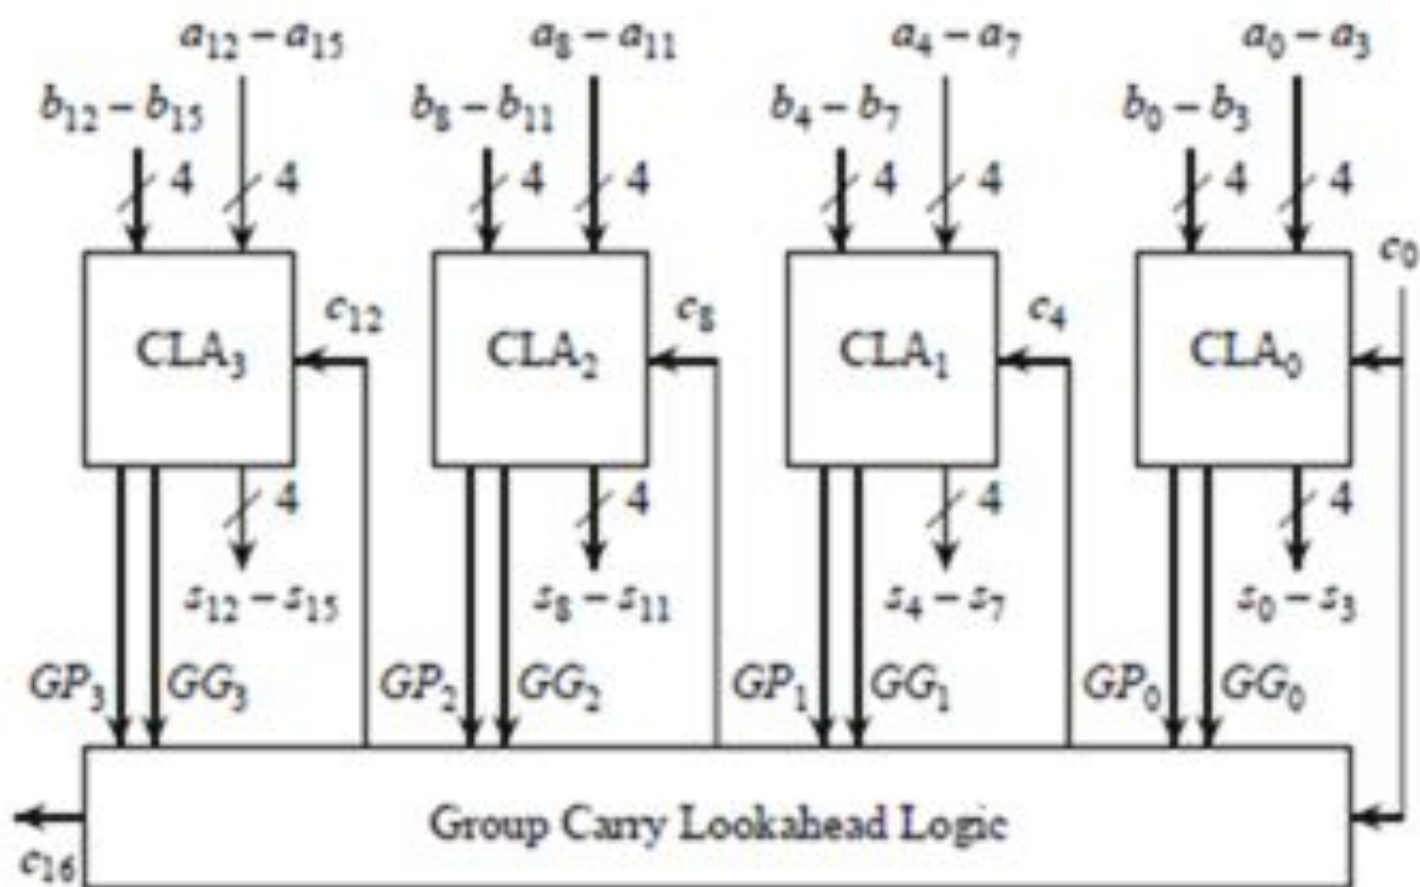 a₁₂ – a₁₅ a₈ – a₁₁ a₄ – a₇ a₀ – a₃
b₁₂ – b₁₅ b₈ – b₁₁ b₄ – b₇ b₀ – b₃
4 4 4 4 4 4 4 4
c₀
c₁₂ c₈ c₄
CLA₃ CLA₂ CLA₁ CLA₀
4 4 4 4
s₁₂ – s₁₅ s₈ – s₁₁ s₄ – s₇ s₀ – s₃
GP₃ GG₃ GP₂ GG₂ GP₁ GG₁ GP₀ GG₀
Group Carry Lookahead Logic
c₁₆